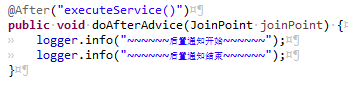 @After("executeService()")
public void doAfterAdvice(JoinPoint joinPoint) {
logger.info("~~~~~~后置通知开始~~~~~~");
logger.info("~~~~~~后置通知结束~~~~~~");
}